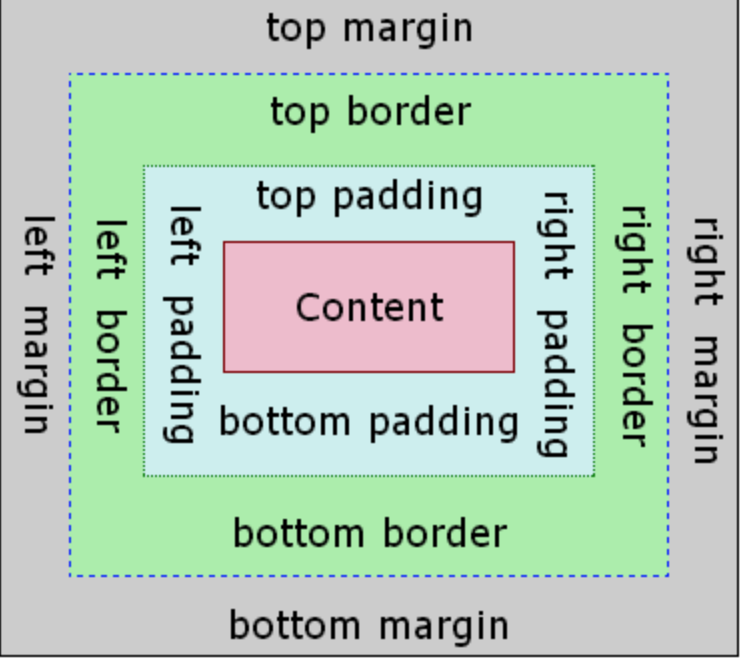 top margin
top border
top padding
left margin
left border
left padding
Content
right padding
right border
right margin
bottom padding
bottom border
bottom margin